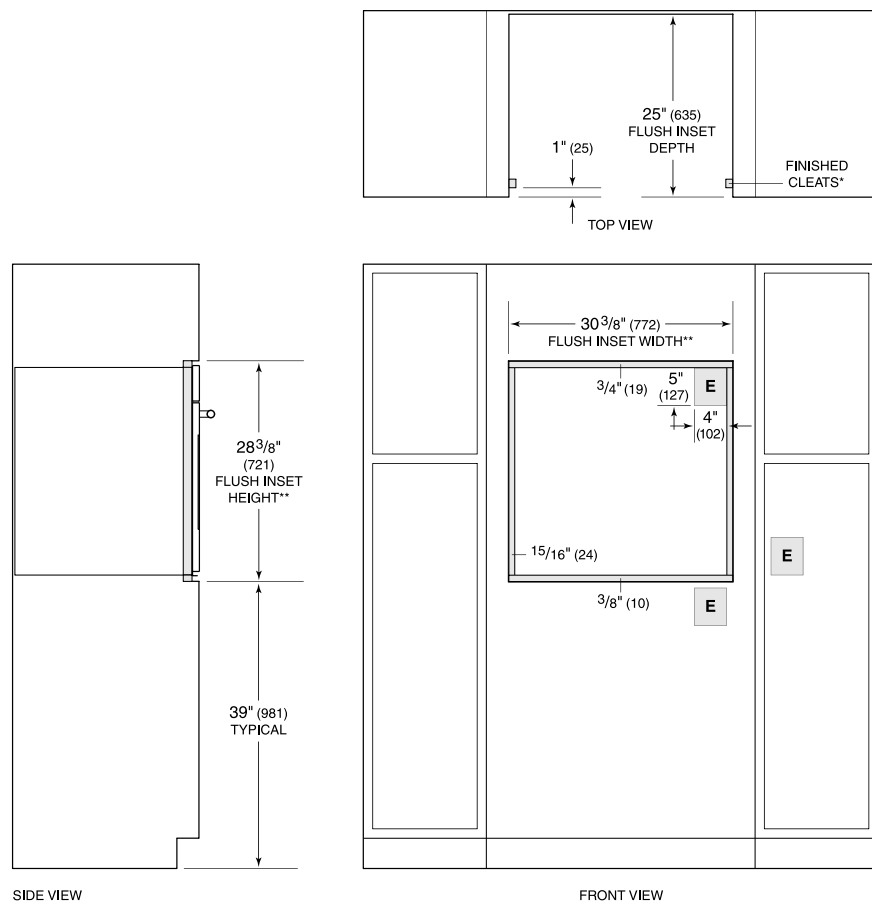 25" (635)
FLUSH INSET
DEPTH
1" (25)
FINISHED
CLEATS*
TOP VIEW
30 3/8" (772)
FLUSH INSET WIDTH**
3/4" (19)
5"
(127)
E
4"
(102)
28 3/8"
(721)
FLUSH INSET
HEIGHT**
15/16" (24)
E
3/8" (10)
E
39" (981)
TYPICAL
SIDE VIEW
FRONT VIEW